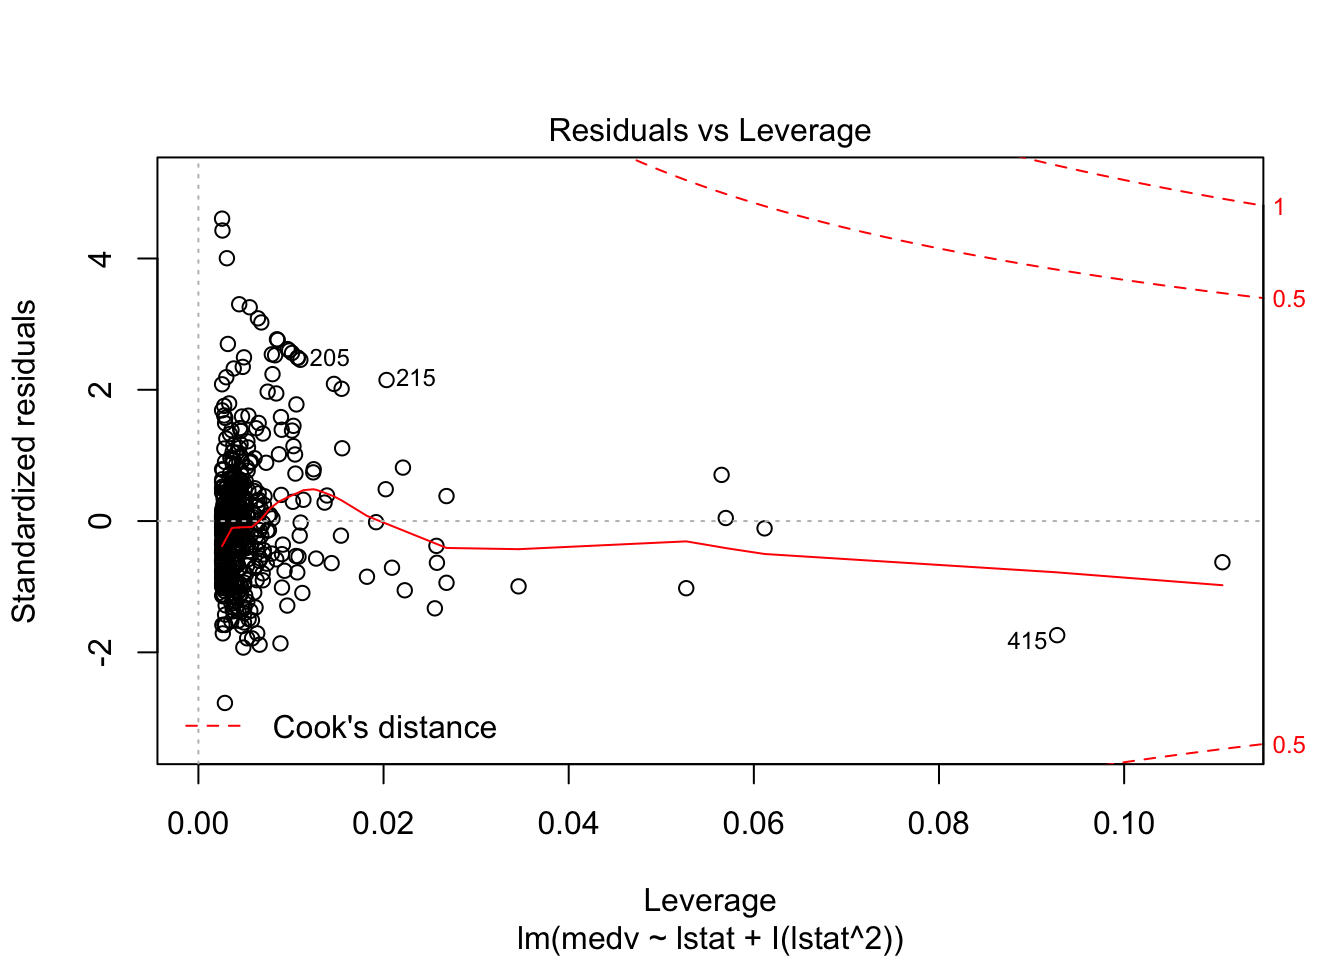 Residuals vs Leverage
Standardized residuals
4
2
0
-2
1
0.5
0.5
205
215
415
Cook's distance
0.00 0.02 0.04 0.06 0.08 0.10
Leverage
lm(medv ~ lstat + I(lstat^2))